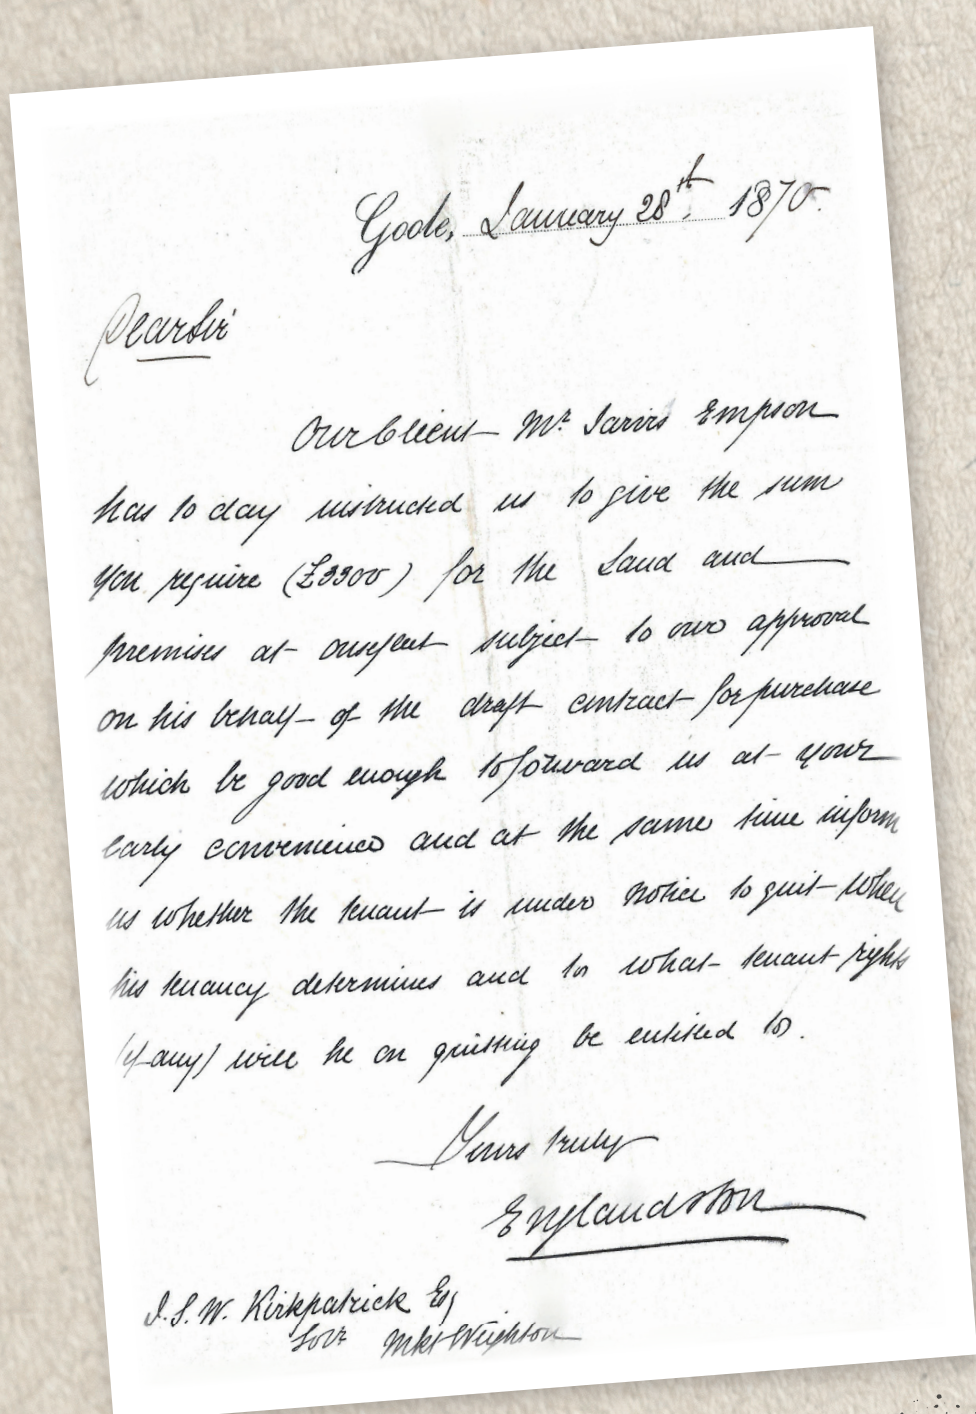 Goole, January 28th. 1870.
Dear Sir
Our Client Mr. Jarvis Empson
has to day instructed us to give the sum
you require (£3300) for the Land and
premises at ousefleet subject to our approval
on his behalf of the draft contract for purchase
which be good enough to forward us at your
early convenience and at the same time inform
us whether the tenant is under notice to quit when
his tenancy determines and to what tenant rights
(if any) will he on quitting be entitled to.
Yours truly
England & Son
J. S. W. Kirkpatrick Esq
Solr Mkt Weighton